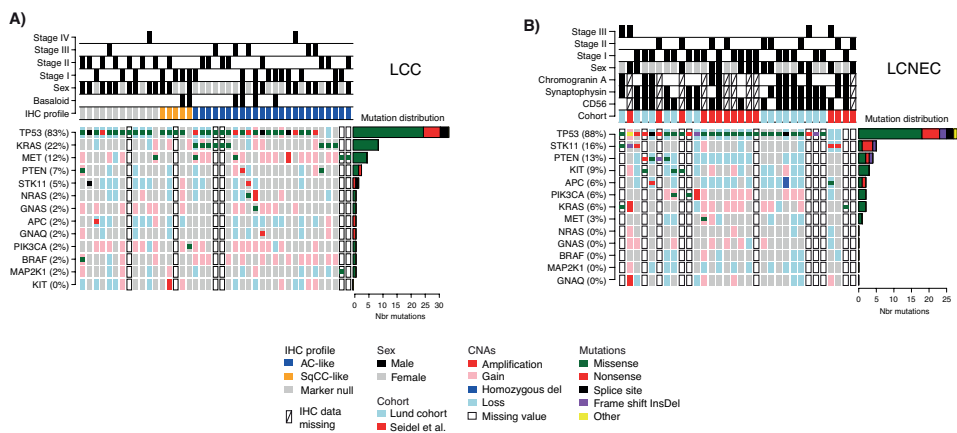 A)
Stage IV
Stage III
Stage II
Stage I
Sex
Basaloid
IHC profile
LCC
Mutation distribution
TP53 (83%)
KRAS (22%)
MET (12%)
PTEN (7%)
STK11 (5%)
NRAS (2%)
GNAS (2%)
APC (2%)
GNAQ (2%)
PIK3CA (2%)
BRAF (2%)
MAP2K1 (2%)
KIT (0%)
0 5 10 15 20 25 30
Nbr mutations
B)
Stage III
Stage II
Stage I
Sex
Chromogranin A
Synaptophysin
CD56
Cohort
LCNEC
Mutation distribution
TP53 (88%)
STK11 (16%)
PTEN (13%)
KIT (9%)
APC (6%)
PIK3CA (6%)
KRAS (6%)
MET (3%)
NRAS (0%)
GNAS (0%)
BRAF (0%)
MAP2K1 (0%)
GNAQ (0%)
0 5 10 15 25
Nbr mutations
IHC profile
AC-like
SqCC-like
Marker null
IHC data
missing
Sex
Male
Female
Cohort
Lund cohort
Seidel et al.
CNAs
Amplification
Gain
Homozygous del
Loss
Missing value
Mutations
Missense
Nonsense
Splice site
Frame shift InsDel
Other